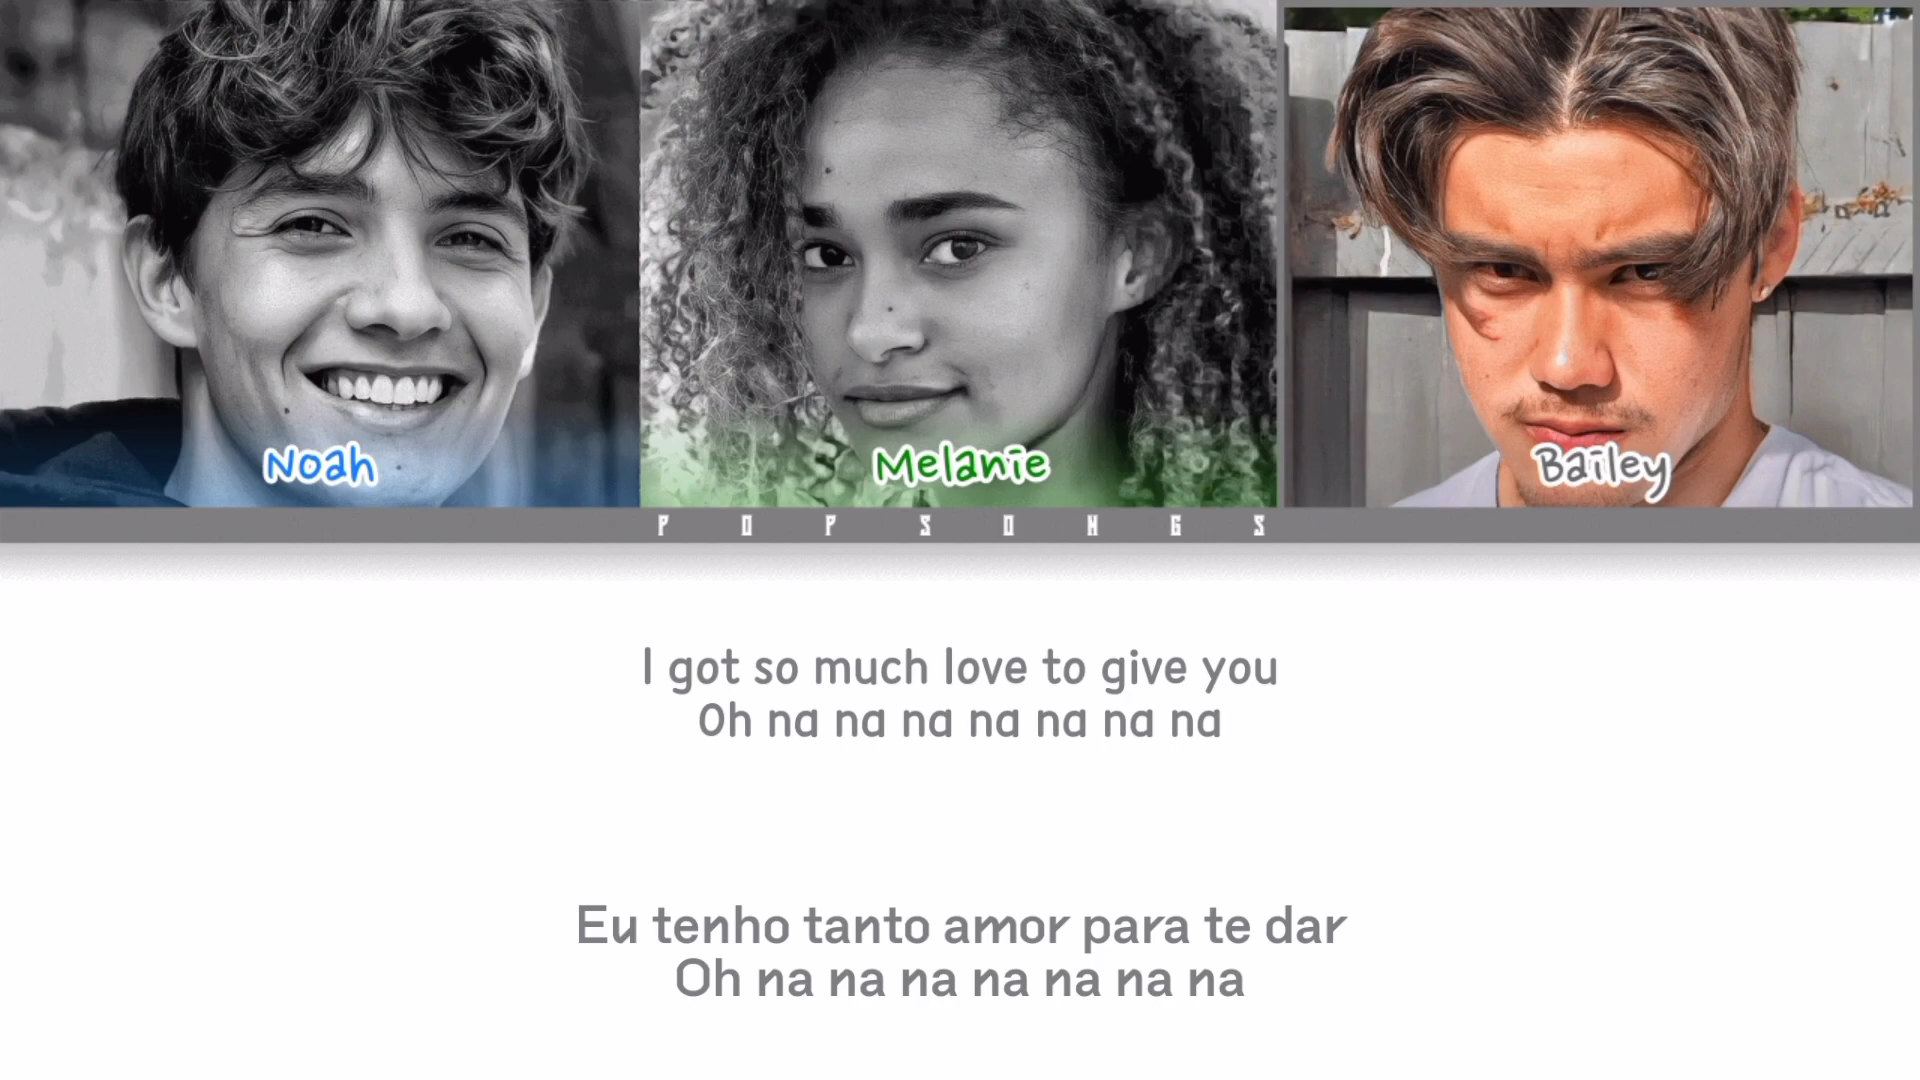 Noah
Melanie
Bailey
POPSONGS
I got so much love to give you
Oh na na na na na na na
Eu tenho tanto amor para te dar
Oh na na na na na na na